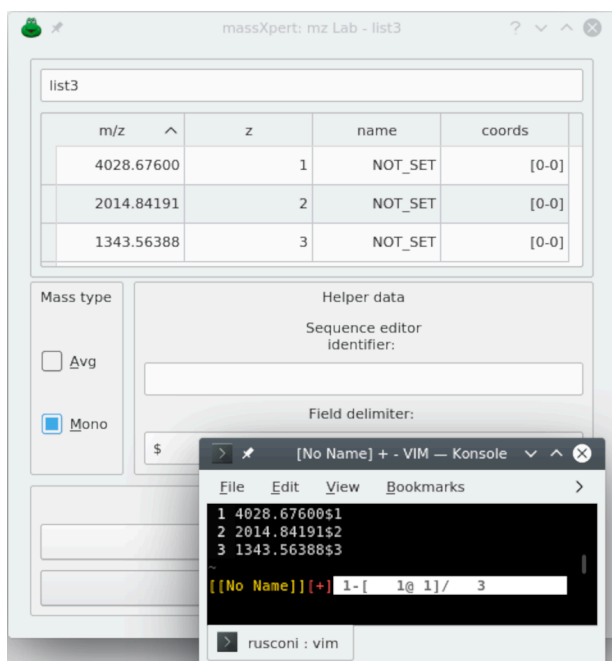 massXpert: mz Lab - list3
list3
m/z z name coords
4028.67600 1 NOT_SET [0-0]
2014.84191 2 NOT_SET [0-0]
1343.56388 3 NOT_SET [0-0]
Mass type
Avg
Mono
Helper data
Sequence editor
identifier:
Field delimiter:
$
[No Name] + - VIM — Konsole
File Edit View Bookmarks
1 4028.67600$1
2 2014.84191$2
3 1343.56388$3
~
[[No Name]][+] 1-[ 1@ 1]/ 3
rusconi : vim